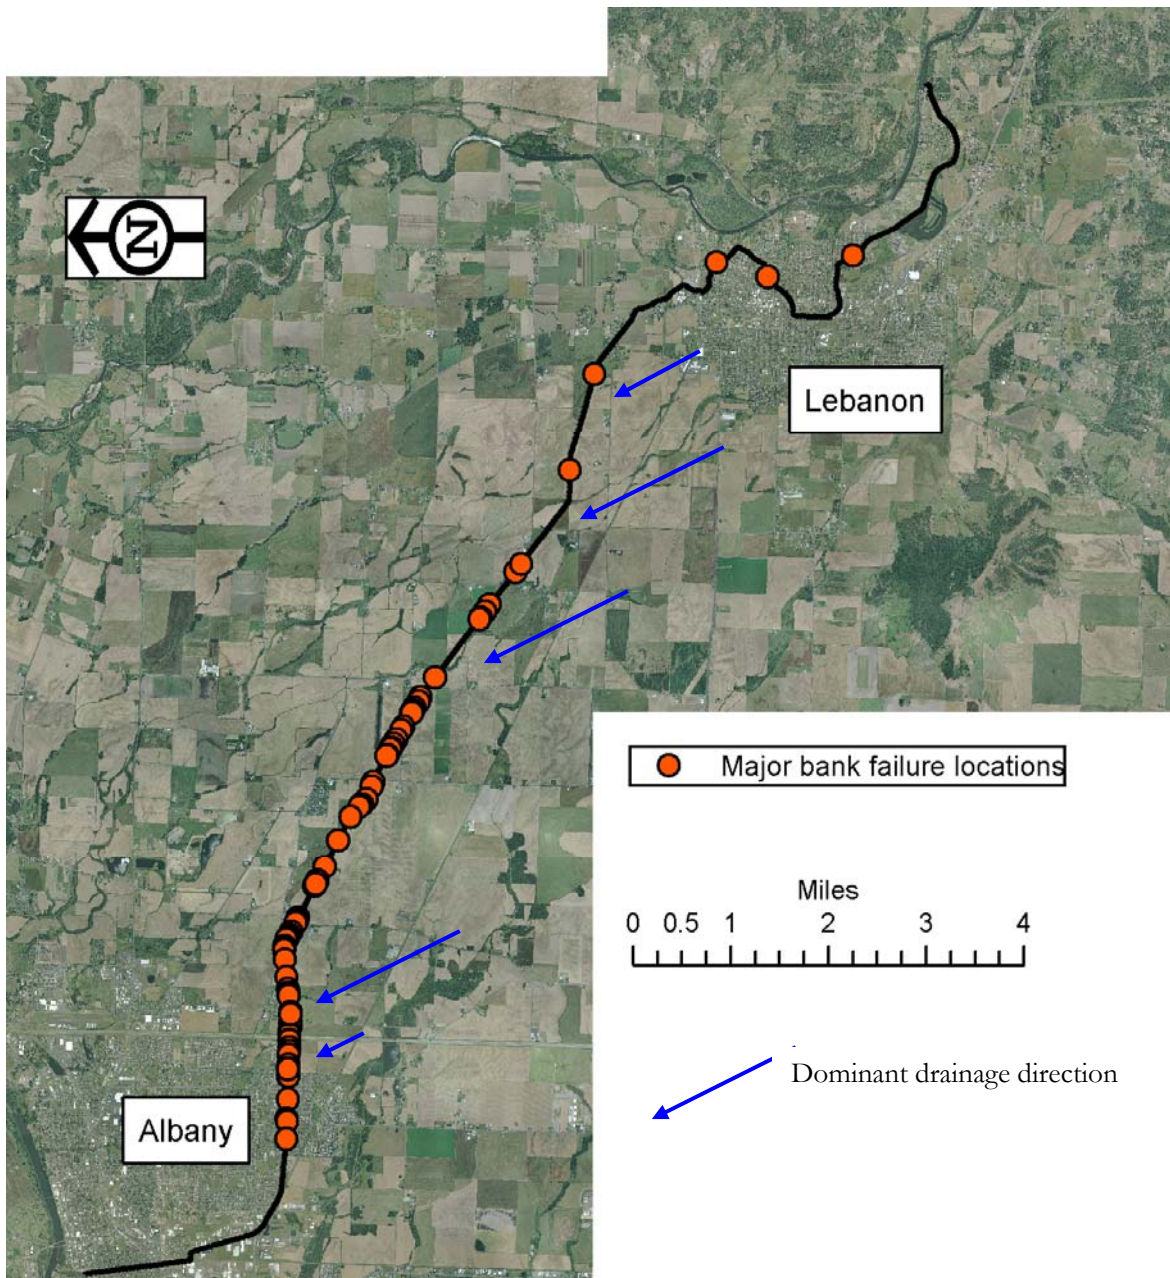 N
Lebanon
Major bank failure locations
Miles
0 0.5 1 2 3 4
Dominant drainage direction
Albany